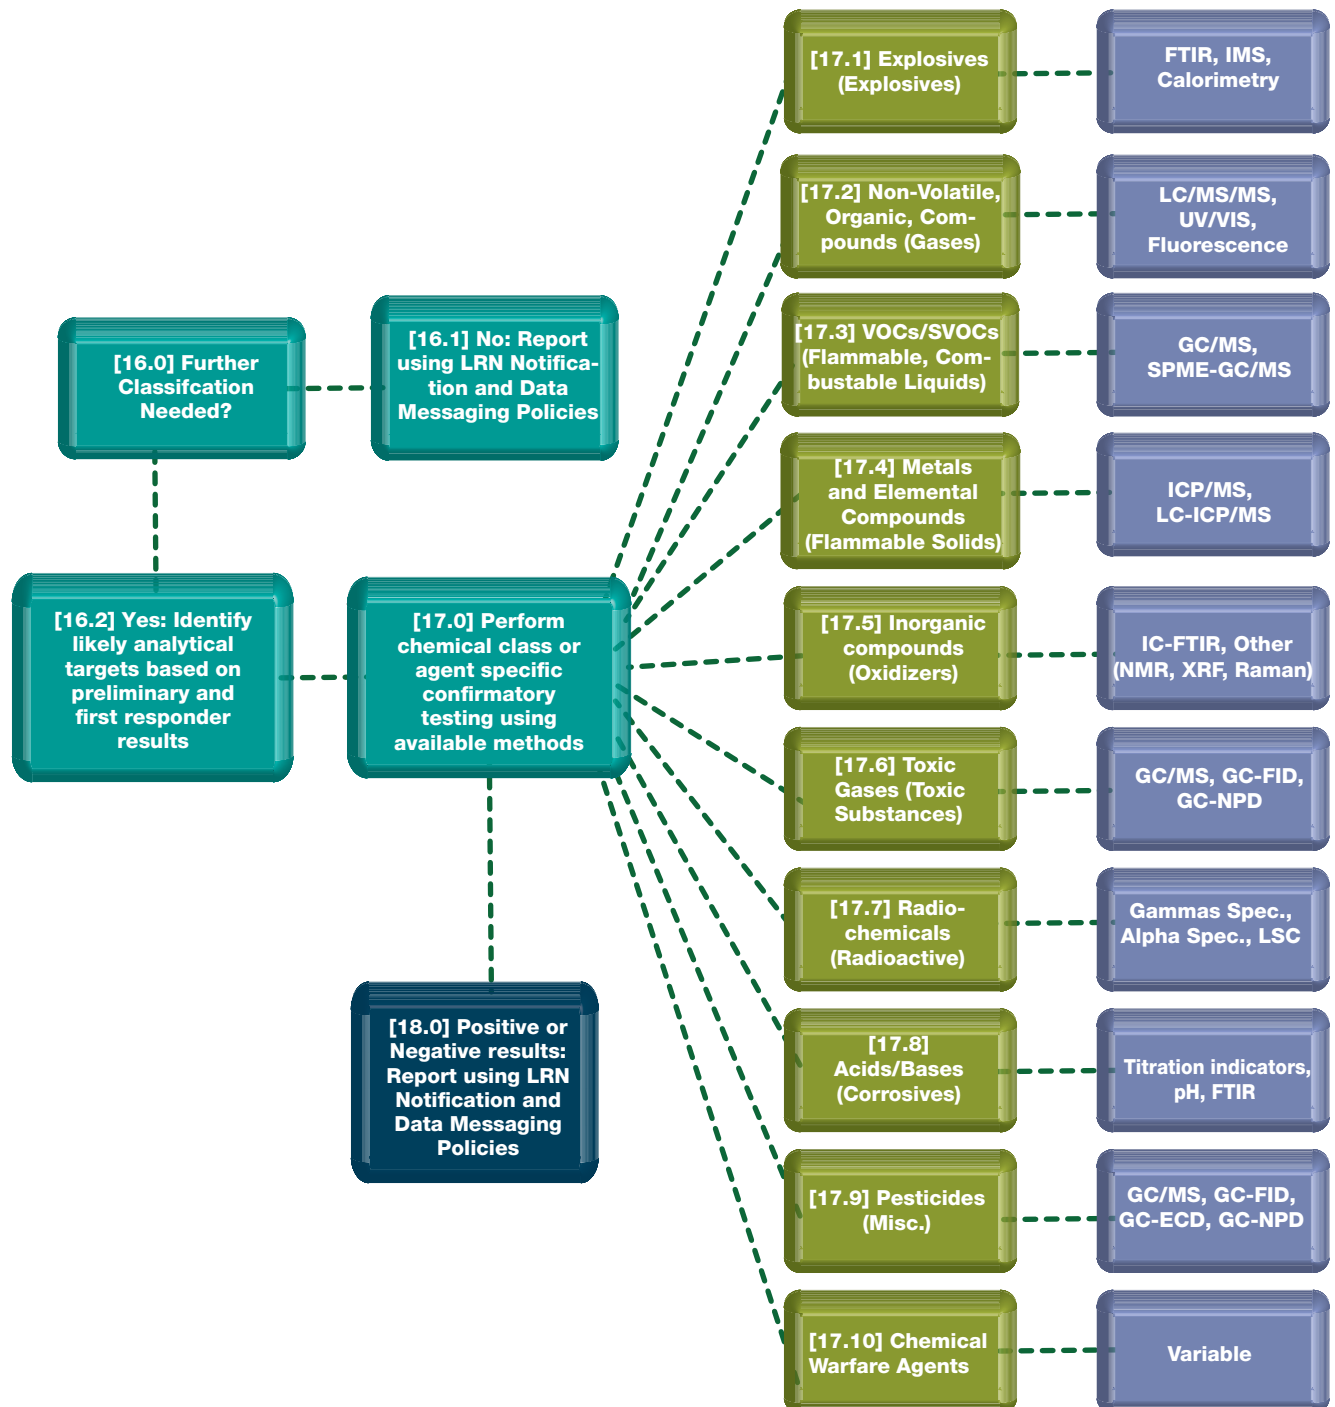 [16.0] Further
Classifcation
Needed?
[16.1] No: Report
using LRN Notifica-
tion and Data
Messaging Policies
[16.2] Yes: Identify
likely analytical
targets based on
preliminary and
first responder
results
[17.0] Perform
chemical class or
agent specific
confirmatory
testing using
available methods
[18.0] Positive or
Negative results:
Report using LRN
Notification and
Data Messaging
Policies
[17.1] Explosives
(Explosives)
FTIR, IMS,
Calorimetry
[17.2] Non-Volatile,
Organic, Com-
pounds (Gases)
LC/MS/MS,
UV/VIS,
Fluorescence
[17.3] VOCs/SVOCs
(Flammable, Com-
bustable Liquids)
GC/MS,
SPME-GC/MS
[17.4] Metals
and Elemental
Compounds
(Flammable Solids)
ICP/MS,
LC-ICP/MS
[17.5] Inorganic
compounds
(Oxidizers)
IC-FTIR, Other
(NMR, XRF, Raman)
[17.6] Toxic
Gases (Toxic
Substances)
GC/MS, GC-FID,
GC-NPD
[17.7] Radio-
chemicals
(Radioactive)
Gammas Spec.,
Alpha Spec., LSC
[17.8]
Acids/Bases
(Corrosives)
Titration indicators,
pH, FTIR
[17.9] Pesticides
(Misc.)
GC/MS, GC-FID,
GC-ECD, GC-NPD
[17.10] Chemical
Warfare Agents
Variable